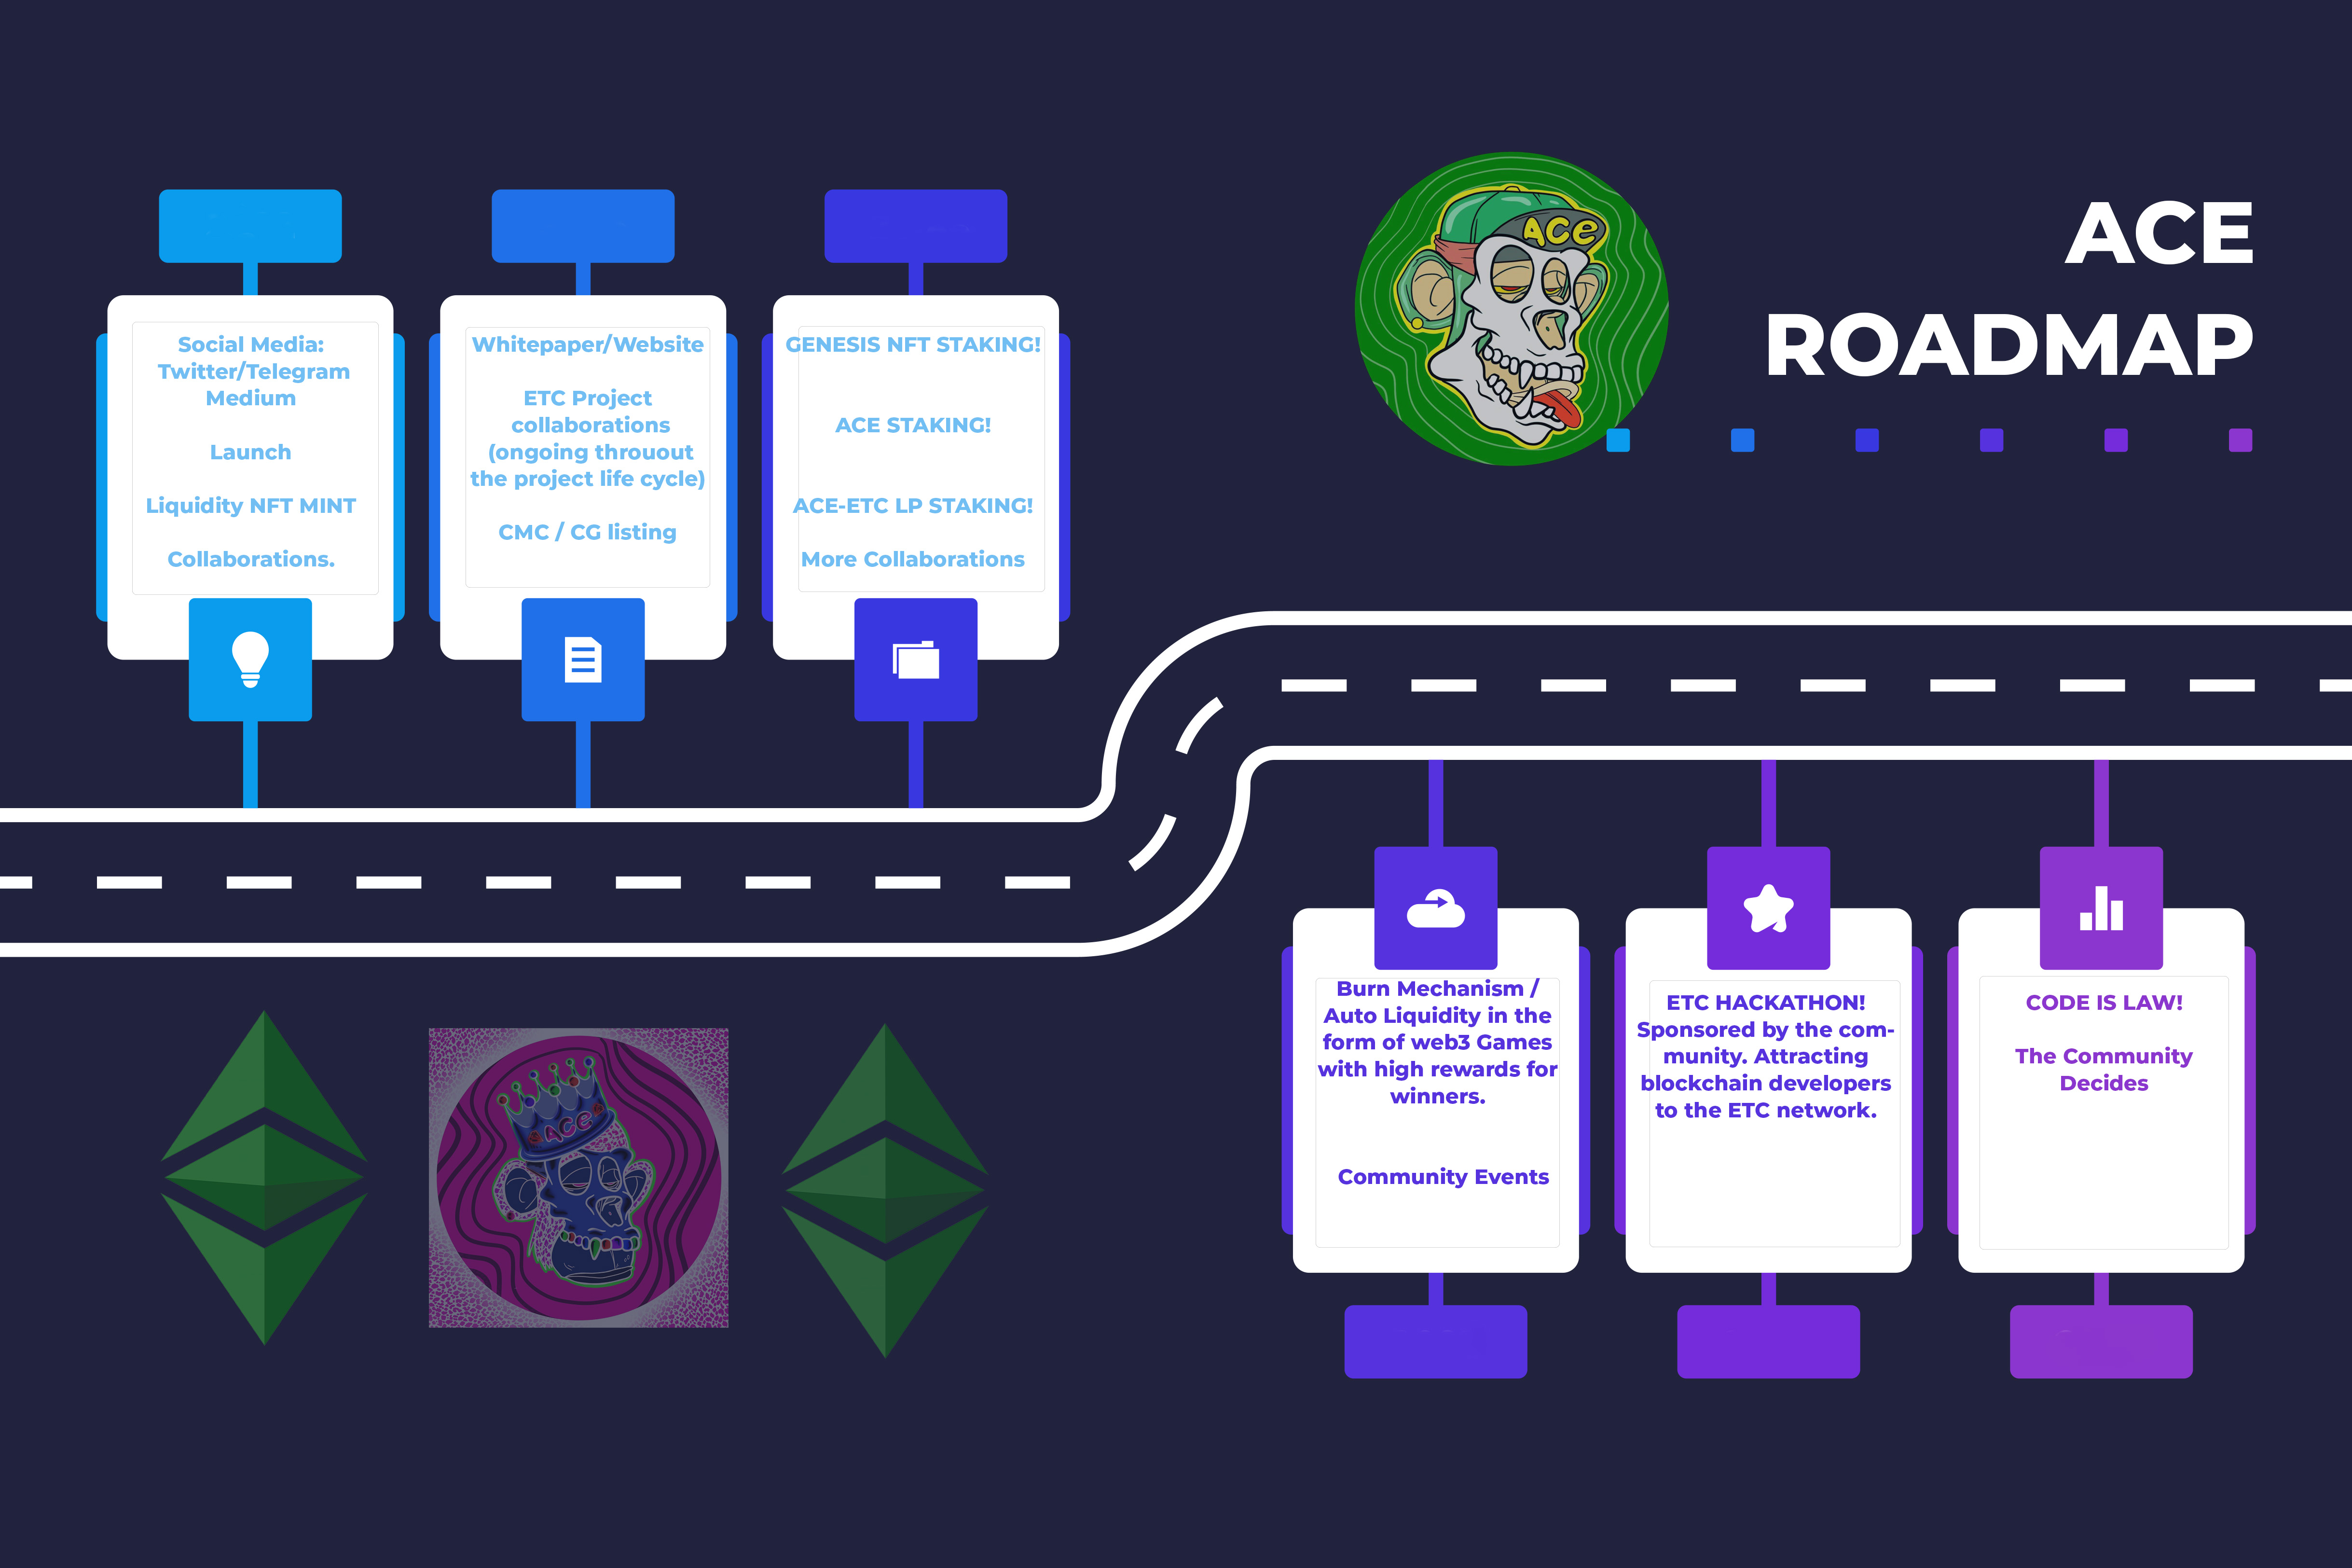 ACE
ROADMAP
ACe
Social Media:
Twitter/Telegram
Medium
Launch
Liquidity NFT MINT
Collaborations.
Whitepaper/Website
ETC Project
collaborations
(ongoing throuout
the project life cycle)
CMC / CG listing
GENESIS NFT STAKING!
ACE STAKING!
ACE-ETC LP STAKING!
More Collaborations
Burn Mechanism /
Auto Liquidity in the
form of web3 Games
with high rewards for
winners.
Community Events
ETC HACKATHON!
Sponsored by the com-
munity. Attracting
blockchain developers
to the ETC network.
CODE IS LAW!
The Community
Decides
ACE